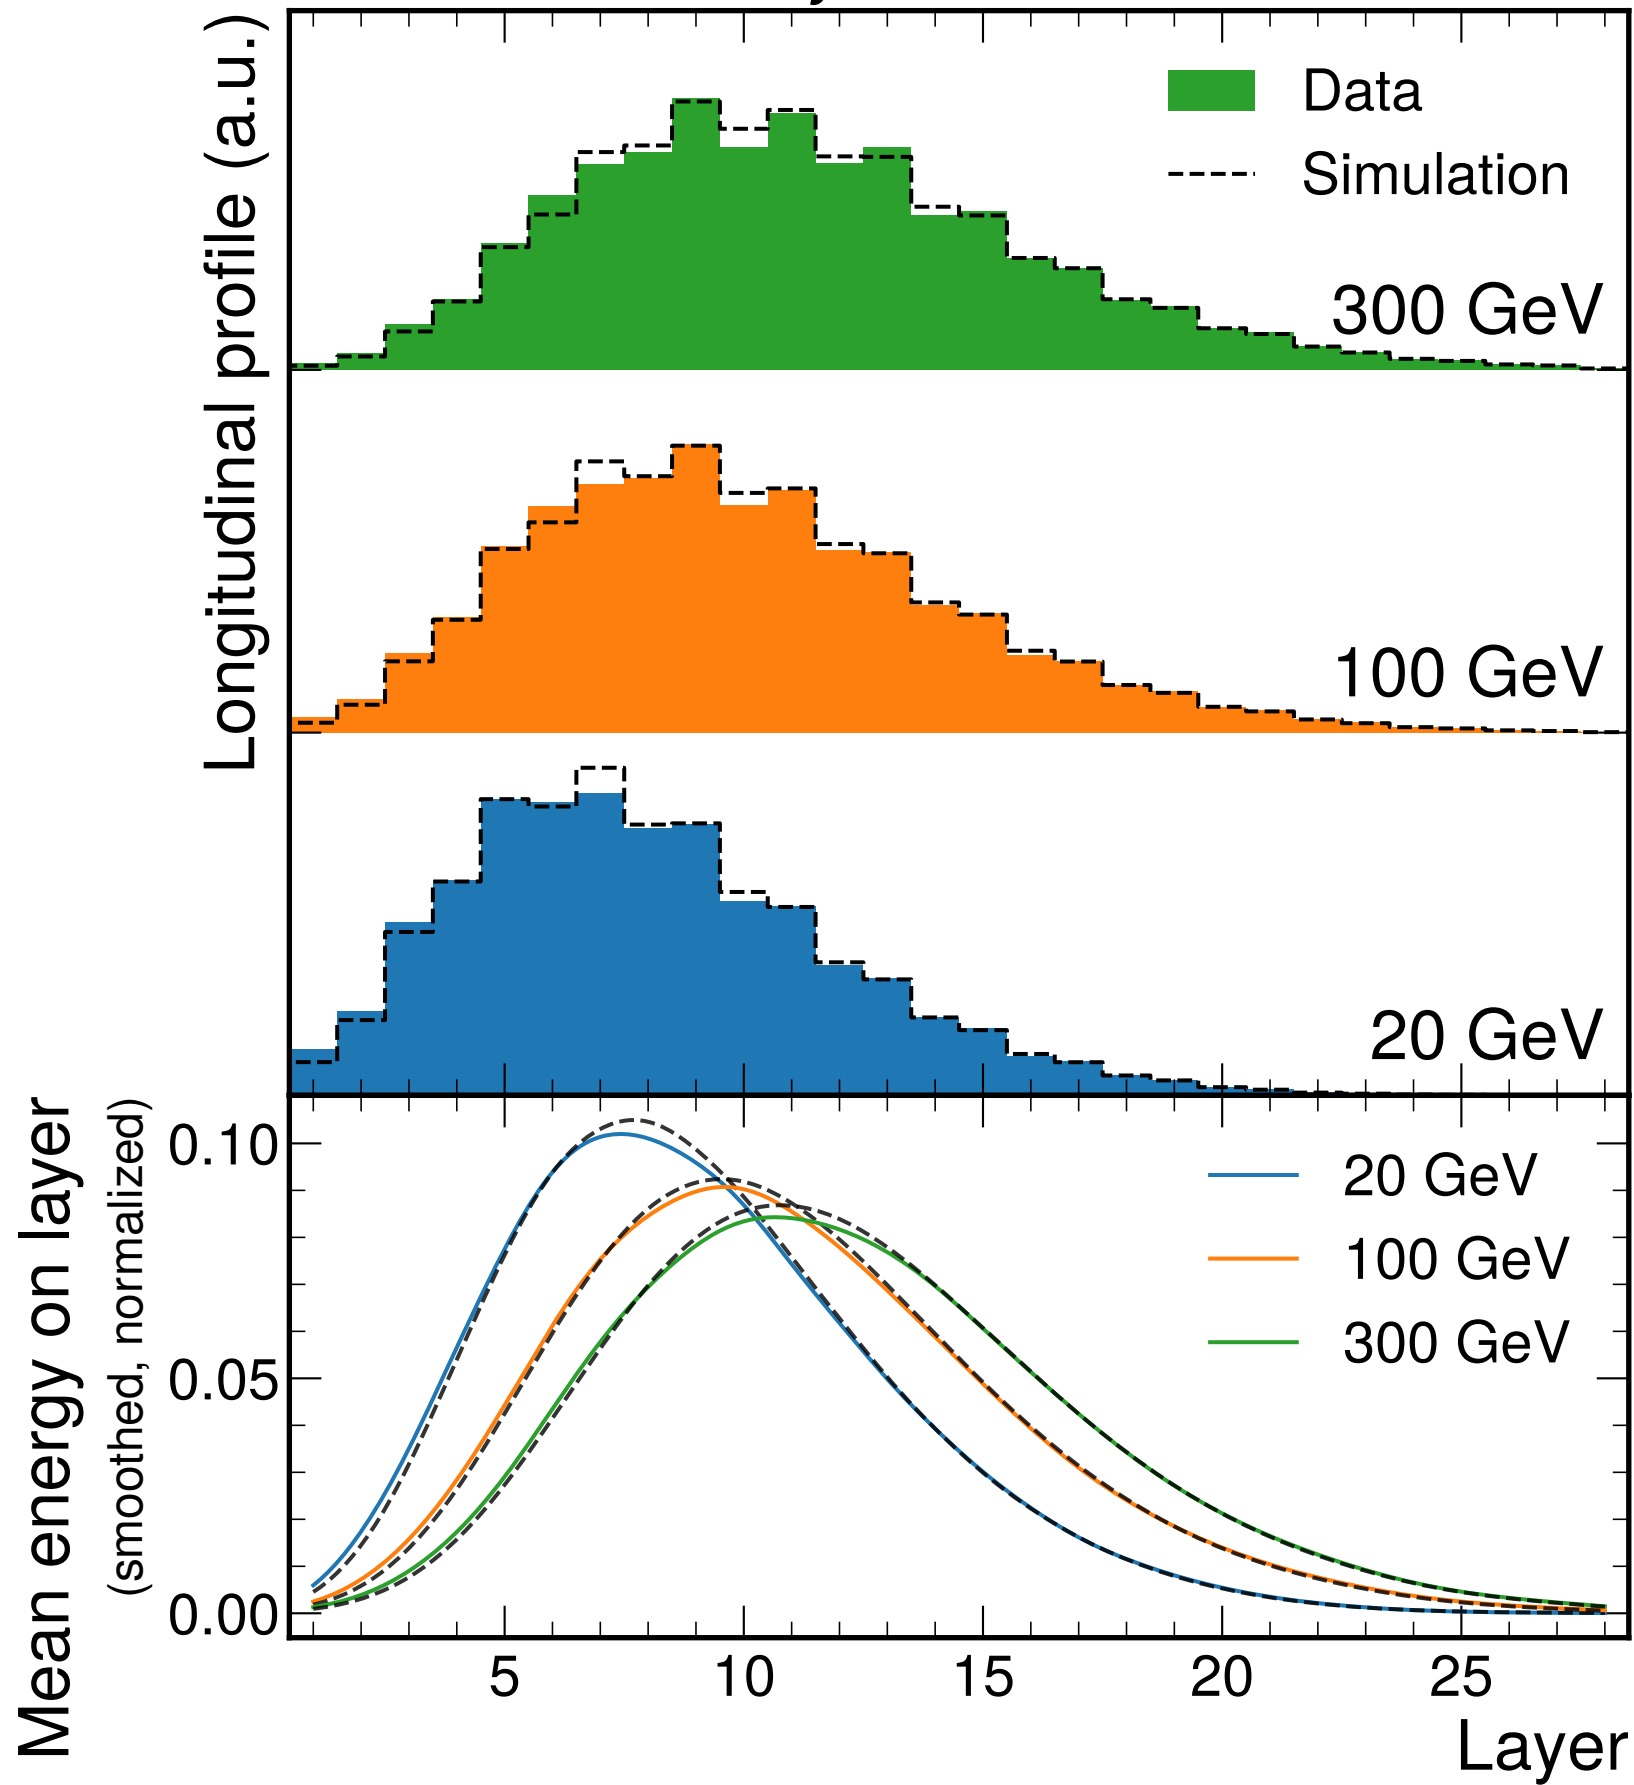 Longitudinal profile (a.u.)
Data
Simulation
300 GeV
100 GeV
20 GeV
Mean energy on layer
(smoothed, normalized)
0.10
0.05
0.00
20 GeV
100 GeV
300 GeV
5 10 15 20 25
Layer